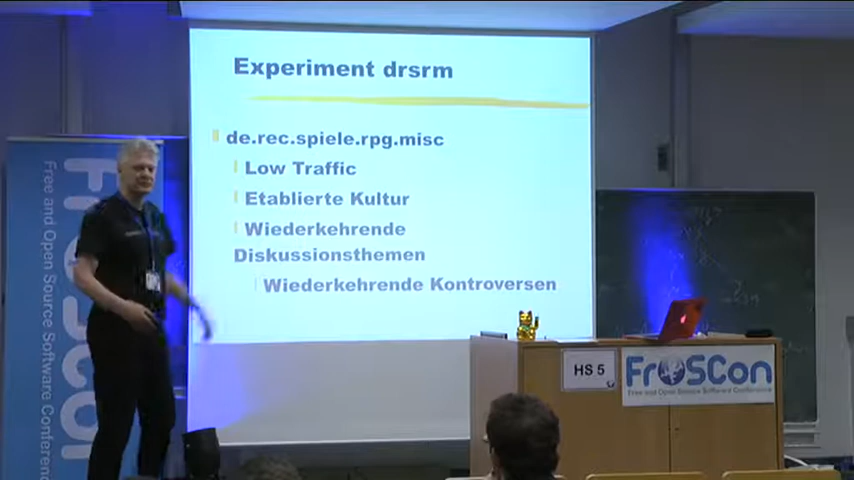 Experiment drsrm
de.rec.spiele.rpg.misc
Low Traffic
Etablierte Kultur
Wiederkehrende
Diskussionsthemen
Wiederkehrende Kontroversen
Free and Open Source Software Conference
FrOSCon
HS 5
FrOSCon
Free and Open Source Software Conference